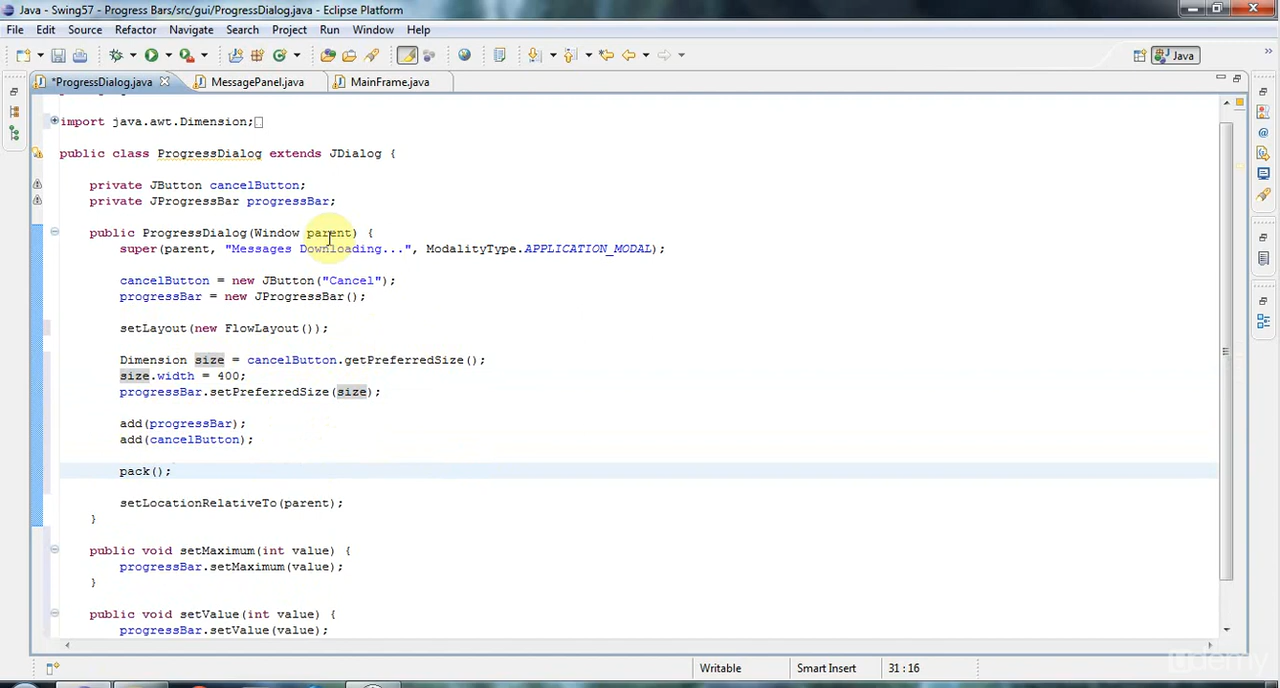 Java - Swing57 - Progress Bars/src/gui/ProgressDialog.java - Eclipse Platform
File Edit Source Refactor Navigate Search Project Run Window Help
Java
*ProgressDialog.java MessagePanel.java MainFrame.java
import java.awt.Dimension;
public class ProgressDialog extends JDialog {
private JButton cancelButton;
private JProgressBar progressBar;
public ProgressDialog(Window parent) {
super(parent, "Messages Downloading...", ModalityType.APPLICATION_MODAL);
cancelButton = new JButton("Cancel");
progressBar = new JProgressBar();
setLayout(new FlowLayout());
Dimension size = cancelButton.getPreferredSize();
size.width = 400;
progressBar.setPreferredSize(size);
add(progressBar);
add(cancelButton);
pack();
setLocationRelativeTo(parent);
}
public void setMaximum(int value) {
progressBar.setMaximum(value);
}
public void setValue(int value) {
progressBar.setValue(value);
Writable Smart Insert 31 : 16
udemy